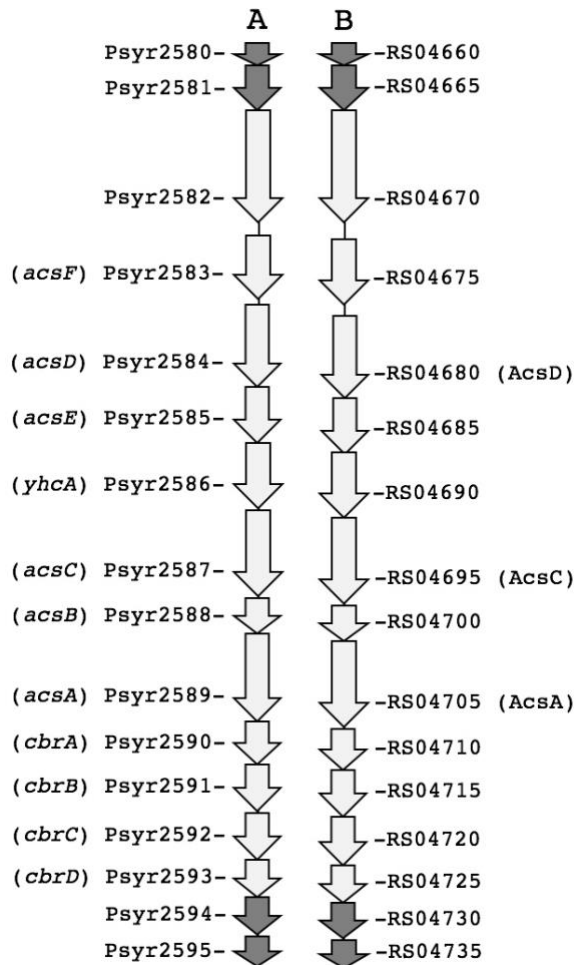 A B
Psyr2580- -RS04660
Psyr2581- -RS04665
Psyr2582- -RS04670
(acsF) Psyr2583- -RS04675
(acsD) Psyr2584- -RS04680 (AcsD)
(acsE) Psyr2585- -RS04685
(yhcA) Psyr2586- -RS04690
(acsC) Psyr2587- -RS04695 (AcsC)
(acsB) Psyr2588- -RS04700
(acsA) Psyr2589- -RS04705 (AcsA)
(cbrA) Psyr2590- -RS04710
(cbrB) Psyr2591- -RS04715
(cbrC) Psyr2592- -RS04720
(cbrD) Psyr2593- -RS04725
Psyr2594- -RS04730
Psyr2595- -RS04735